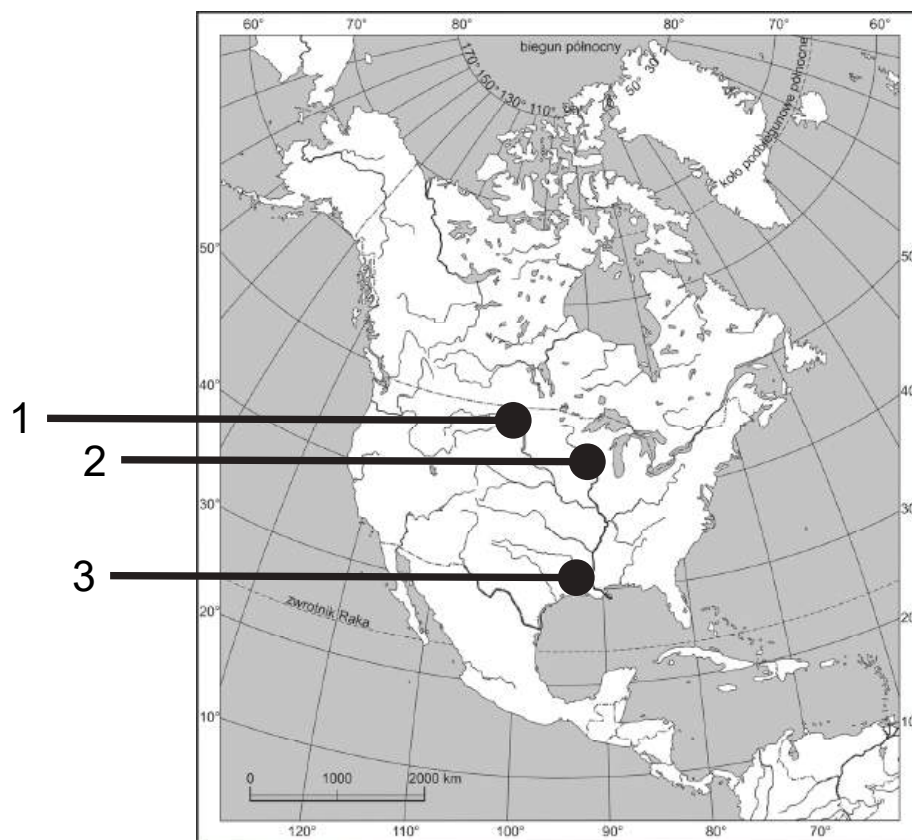 60° 70° 80° 80° 70° 60°
biegun północny
170° 150° 130° 110° 50° 30°
koło podbiegunowe północne
50°
40°
30°
20°
10°
50
40°
30°
20
10
1
2
3
zwrotnik Raka
0 1000 2000 km
120° 110° 100° 90° 80° 70°